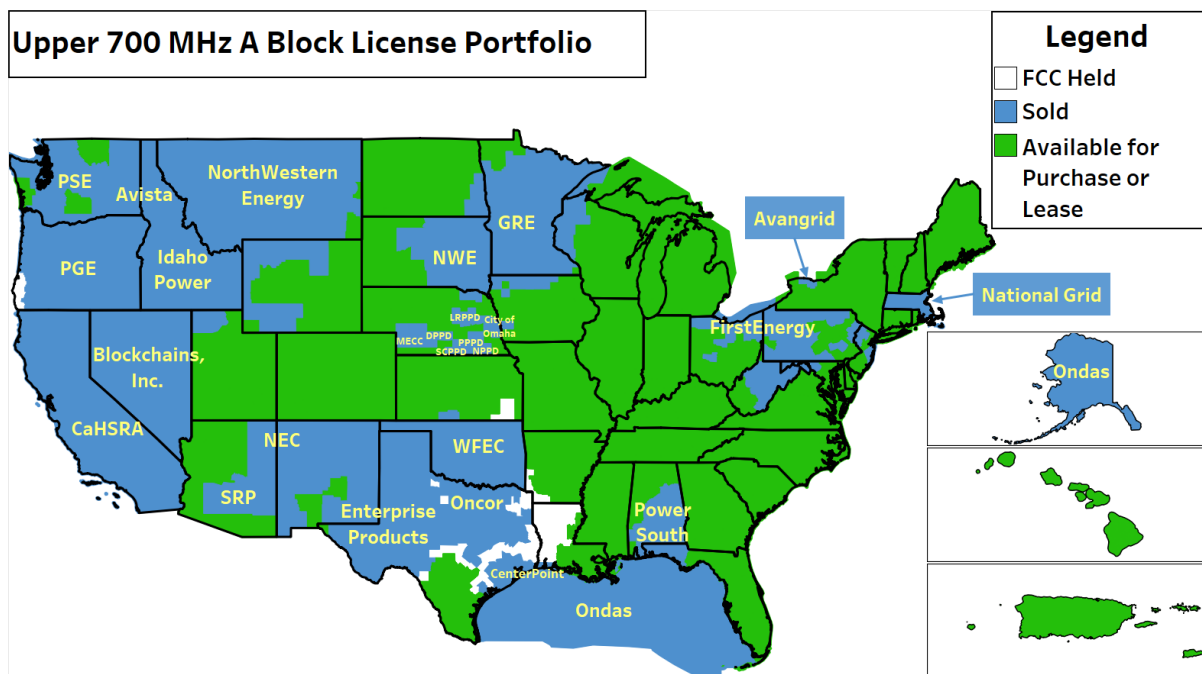 Upper 700 MHz A Block License Portfolio
Legend
FCC Held
Sold
Available for
Purchase or
Lease
PSE
Avista
NorthWestern
Energy
GRE
Avangrid
PGE
Idaho
Power
NWE
National Grid
LRPPD
City of
Omaha
FirstEnergy
MECC
DPPD
PPPD
SCPPD
NPPD
Blockchains,
Inc.
Ondas
CaHSRA
NEC
WFEC
SRP
Enterprise
Products
Oncor
Power
South
CenterPoint
Ondas